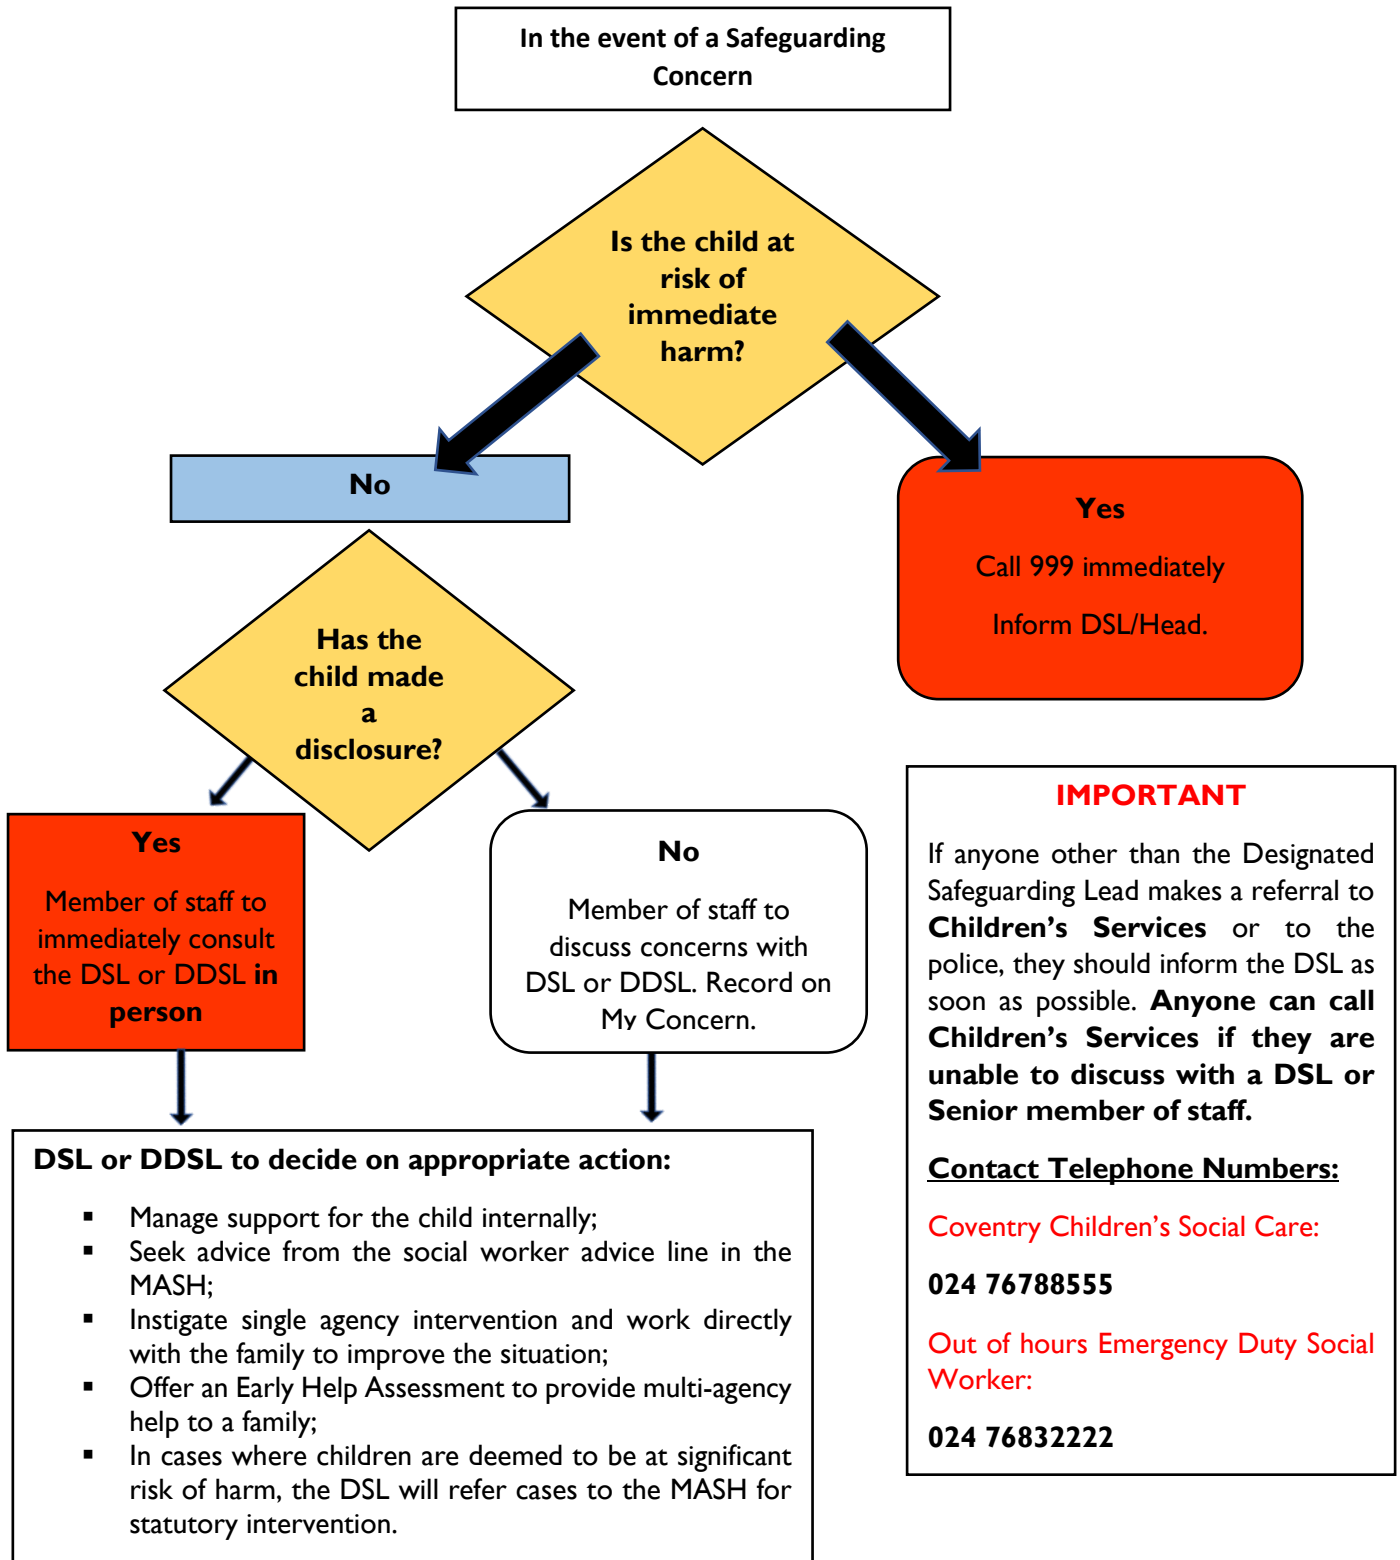 In the event of a Safeguarding
Concern
Is the child at
risk of
immediate
harm?
No
Yes
Call 999 immediately
Inform DSL/Head.
Has the
child made
a
disclosure?
Yes
Member of staff to
immediately consult
the DSL or DDSL in
person
No
Member of staff to
discuss concerns with
DSL or DDSL. Record on
My Concern.
IMPORTANT
If anyone other than the Designated
Safeguarding Lead makes a referral to
Children’s Services or to the
police, they should inform the DSL as
soon as possible. Anyone can call
Children’s Services if they are
unable to discuss with a DSL or
Senior member of staff.
Contact Telephone Numbers:
Coventry Children’s Social Care:
024 76788555
Out of hours Emergency Duty Social
Worker:
024 76832222
DSL or DDSL to decide on appropriate action:
▪ Manage support for the child internally;
▪ Seek advice from the social worker advice line in the
MASH;
▪ Instigate single agency intervention and work directly
with the family to improve the situation;
▪ Offer an Early Help Assessment to provide multi-agency
help to a family;
▪ In cases where children are deemed to be at significant
risk of harm, the DSL will refer cases to the MASH for
statutory intervention.